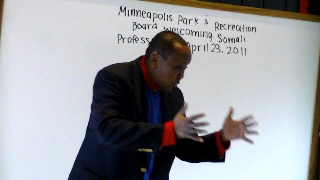 Minneapolis Park & Recreation
Board Welcoming Somali
Profess April 23, 2011